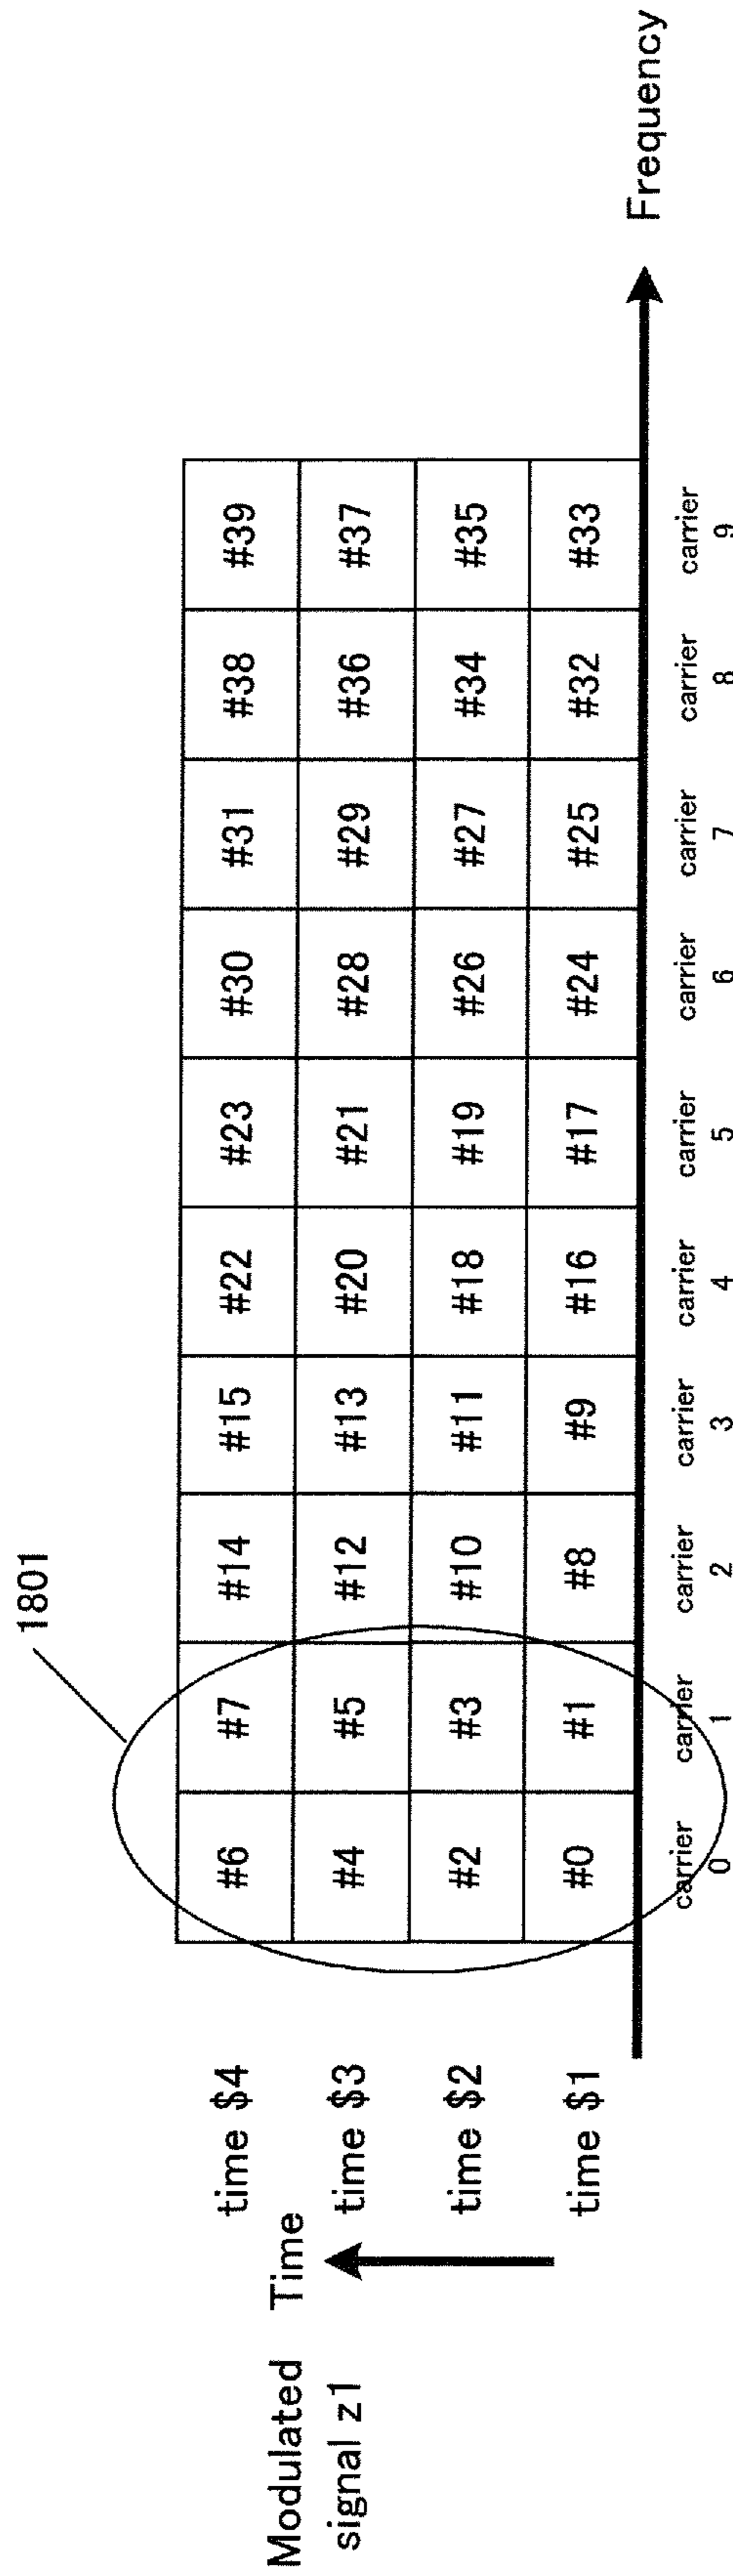 1801
Modulated
signal z1
Time
time $4 #6 #7 #14 #15 #22 #23 #30 #31 #38 #39
time $3 #4 #5 #12 #13 #20 #21 #28 #29 #36 #37
time $2 #2 #3 #10 #11 #18 #19 #26 #27 #34 #35
time $1 #0 #1 #8 #9 #16 #17 #24 #25 #32 #33
Frequency
carrier carrier carrier carrier carrier carrier carrier carrier carrier carrier
0 1 2 3 4 5 6 7 8 9